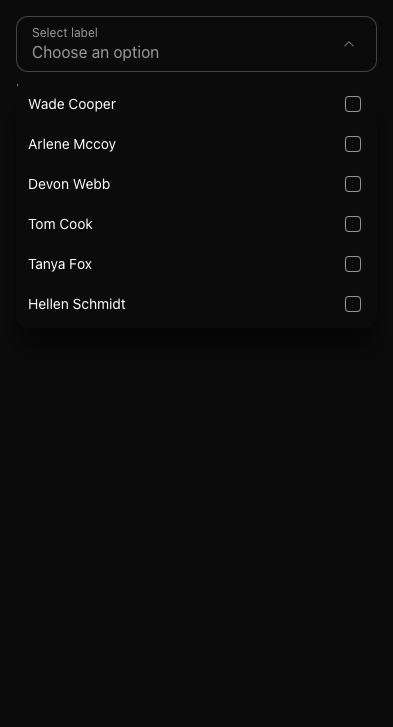 Select label
Choose an option
Wade Cooper
Arlene Mccoy
Devon Webb
Tom Cook
Tanya Fox
Hellen Schmidt